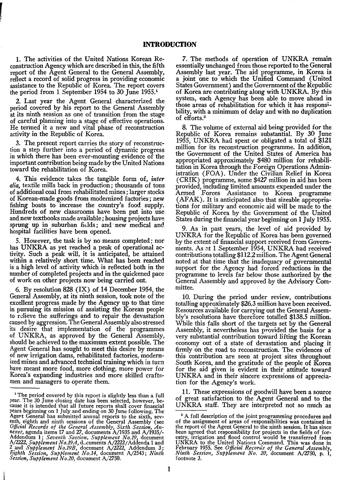 INTRODUCTION
1. The activities of the United Nations Korean Re-
construction Agency which are described in this, the fifth
report of the Agent General to the General Assembly,
reflect a record of solid progress in providing economic
assistance to the Republic of Korea. The report covers
the period from 1 September 1954 to 30 June 1955.¹
2. Last year the Agent General characterized the
period covered by his report to the General Assembly
at its ninth session as one of transition from the stage
of careful planning into a stage of effective operations.
He termed it a new and vital phase of reconstruction
activity in the Republic of Korea.
3. The present report carries the story of reconstruc-
tion a step further into a period of dynamic progress
in which there has been ever-mounting evidence of the
important contribution being made by the United Nations
toward the rehabilitation of Korea.
4. This evidence takes the tangible form of, inter
alia, textile mills back in production; thousands of tons
of additional coal from rehabilitated mines; larger stocks
of Korean-made goods from modernized factories; new
fishing boats to increase the country's food supply.
Hundreds of new classrooms have been put into use
and new textbooks made available; housing projects have
sprung up in suburban fields; and new medical and
hospital facilities have been opened.
5. However, the task is by no means completed; nor
has UNKRA as yet reached a peak of operational ac-
tivity. Such a peak will, it is anticipated, be attained
within a relatively short time. What has been reached
is a high level of activity which is reflected both in the
number of completed projects and in the quickened pace
of work on other projects now being carried out.
6. By resolution 828 (IX) of 14 December 1954, the
General Assembly, at its ninth session, took note of the
excellent progress made by the Agency up to that time
in pursuing its mission of assisting the Korean people
to relieve the sufferings and to repair the devastation
caused by aggression. The General Assembly also stressed
its desire that implementation of the programmes
of UNKRA, as approved by the General Assembly,
should be achieved to the maximum extent possible. The
Agent General has sought to meet this desire by means
of new irrigation dams, rehabilitated factories, modern-
ized mines and advanced technical training which in turn
have meant more food, more clothing, more power for
Korea's expanding industries and more skilled crafts-
men and managers to operate them.
¹ The period covered by this report is slightly less than a full
year. The 30 June closing date has been selected, however, be-
cause it is intended that all future reports shall cover financial
years beginning on 1 July and ending on 30 June following. The
Agent General has submitted annual reports to the sixth, sev-
enth, eighth and ninth sessions of the General Assembly (see
Official Records of the General Assembly, Sixth Session, An-
nexes, agenda items 17 and 27, documents A/1935 and A/1935/-
Addendum 1; Seventh Session, Supplement No. 19, document
A/2222, Supplement No.
7. The methods of operation of UNKRA remain
essentially unchanged from those reported to the General
Assembly last year. The aid programme, in Korea is
a joint one to which the Unified Command (United
States Government) and the Government of the Republic
of Korea are contributing along with UNKRA. By this
system, each Agency has been able to move ahead in
those areas of rehabilitation for which it has responsi-
bility, with a minimum of delay and with no duplication
of efforts.²
8. The volume of external aid being provided for the
Republic of Korea remains substantial. By 30 June
1955, UNKRA had spent or obligated a total of $121
million for its reconstruction programme. In addition,
the Government of the United States of America has
appropriated approximately $480 million for rehabili-
tation in Korea through the Foreign Operations Admin-
istration (FOA). Under the Civilian Relief in Korea
(CRIK) programme, some $427 million in aid has been
provided, including limited amounts expended under the
Armed Forces Assistance to Korea programme
(AFAK). It is anticipated also that sizeable appropria-
tions for military and economic aid will be made to the
Republic of Korea by the Government of the United
States during the financial year beginning on 1 July 1955.
9. As in past years, the level of aid provided by
UNKRA for the Republic of Korea has been governed
by the extent of financial support received from Govern-
ments. As at 1 September 1954, UNKRA had received
contributions totalling $112.2 million. The Agent General
noted at that time that the inadequacy of governmental
support for the Agency had forced reductions in the
programme to levels far below those authorized by the
General Assembly and approved by the Advisory Com-
mittee.
10. During the period under review, contributions
totalling approximately $26.3 million have been received.
Resources available for carrying out the General Assem-
bly's resolutions have therefore totalled $138.5 million.
While this falls short of the targets set by the General
Assembly, it nevertheless has provided the basis for a
very substantial contribution toward lifting the Korean
economy out of a state of devastation and placing it
firmly on the road to reconstruction. The evidences of
this contribution are seen at project sites throughout
South Korea, and the gratitude of the people of Korea
for the aid given is evident in their attitude toward
UNKRA and in their sincere expressions of apprecia-
tion for the Agency's work.
11. These expressions of goodwill have been a source
of great satisfaction to the Agent General and to the
UNKRA staff. They are not interpreted so much as
² A full description of the joint programming procedures and
of the assignment of areas of responsibilities was contained in
the report of the Agent General to the ninth session. It has since
been agreed that responsibility for projects in the fields of for-
estry, irrigation and flood control would be transferred from
UNKRA to the United Nations Command. This was done in
February 1955. See Official Records of the General Assembly,
Ninth Session, Supplement No. 20, document A/2750, p. 1,
footnote 3.
1